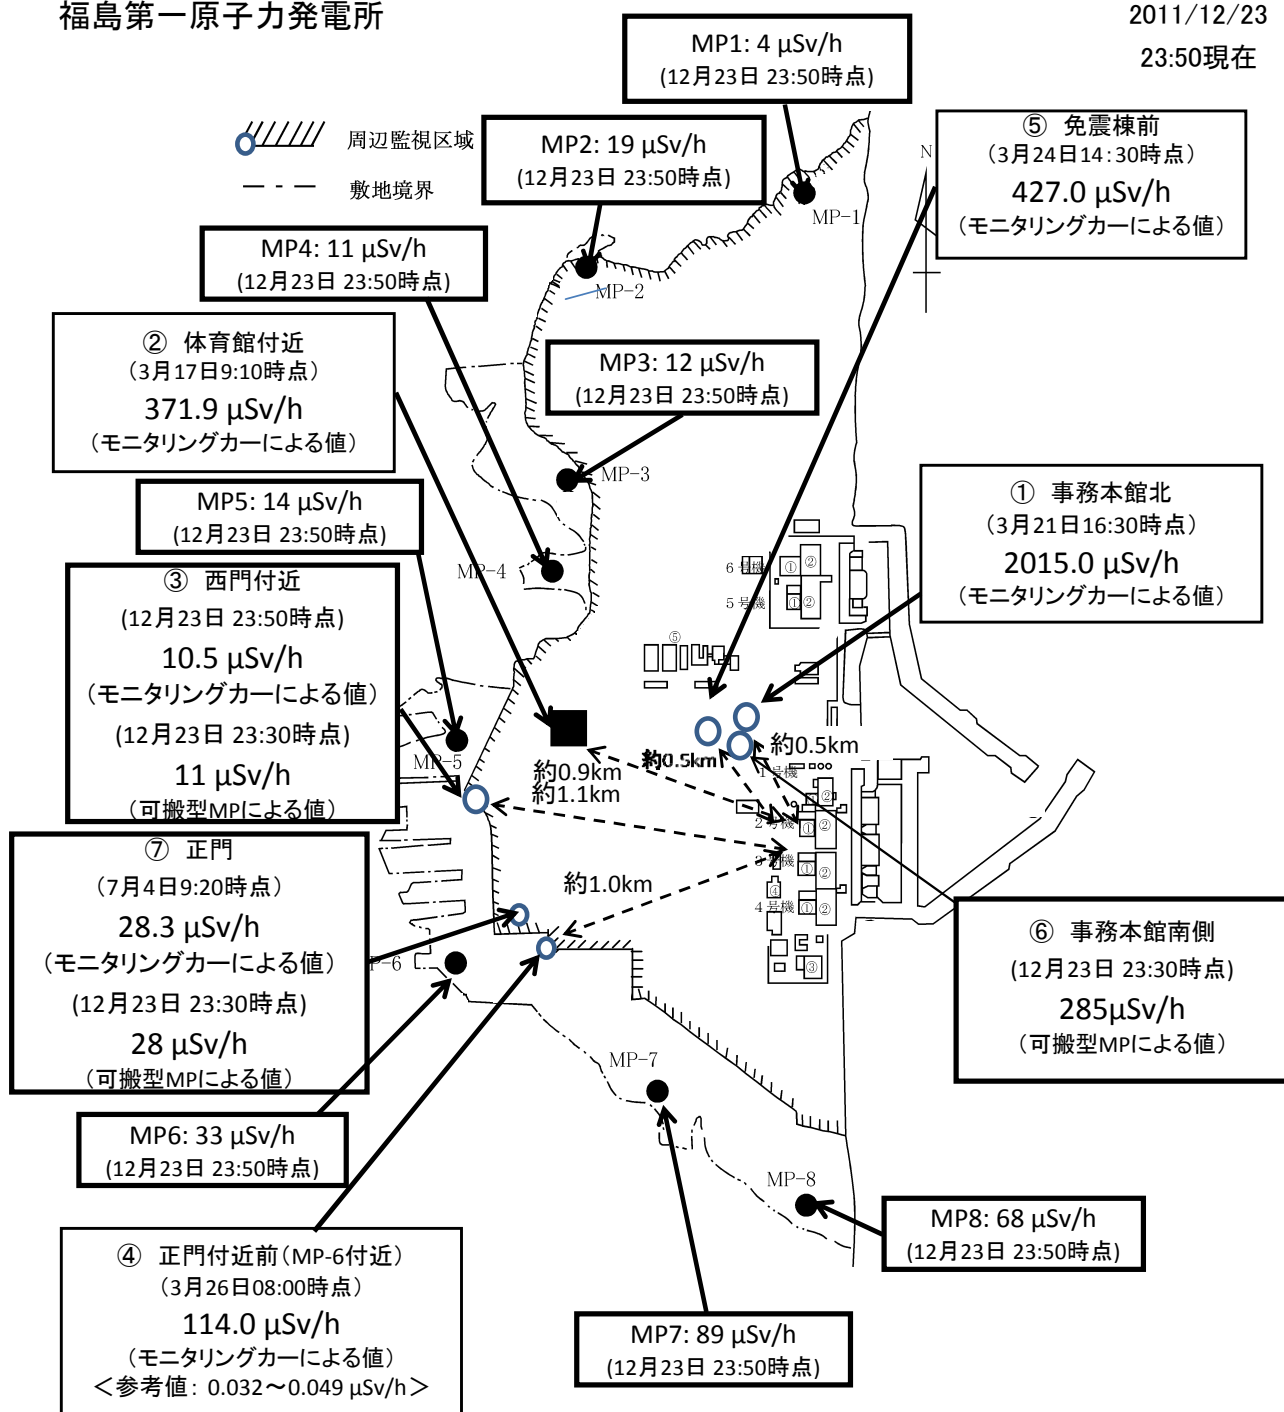 福島第一原子力発電所
2011/12/23
23:50現在
MP1: 4 μSv/h
(12月23日 23:50時点)
周辺監視区域
敷地境界
MP2: 19 μSv/h
(12月23日 23:50時点)
⑤ 免震棟前
(3月24日14:30時点)
427.0 μSv/h
(モニタリングカーによる値)
N
MP-1
MP4: 11 μSv/h
(12月23日 23:50時点)
MP-2
② 体育館付近
(3月17日9:10時点)
371.9 μSv/h
(モニタリングカーによる値)
MP3: 12 μSv/h
(12月23日 23:50時点)
MP-3
MP5: 14 μSv/h
(12月23日 23:50時点)
① 事務本館北
(3月21日16:30時点)
2015.0 μSv/h
(モニタリングカーによる値)
MP-4
6号機
①
②
5号機
①
②
⑤
③ 西門付近
(12月23日 23:50時点)
10.5 μSv/h
(モニタリングカーによる値)
(12月23日 23:30時点)
11 μSv/h
(可搬型MPによる値)
MP-5
約0.9km
約1.1km
約0.5km
約0.5km
1号機
②
2号機
①
②
3号機
①
②
④
4号機
①
②
③
約1.0km
⑦ 正門
(7月4日9:20時点)
28.3 μSv/h
(モニタリングカーによる値)
(12月23日 23:30時点)
28 μSv/h
(可搬型MPによる値)
P-6
⑥ 事務本館南側
(12月23日 23:30時点)
285μSv/h
(可搬型MPによる値)
MP-7
MP6: 33 μSv/h
(12月23日 23:50時点)
MP-8
MP8: 68 μSv/h
(12月23日 23:50時点)
④ 正門付近前(MP-6付近)
(3月26日08:00時点)
114.0 μSv/h
(モニタリングカーによる値)
<参考値: 0.032～0.049 μSv/h>
MP7: 89 μSv/h
(12月23日 23:50時点)